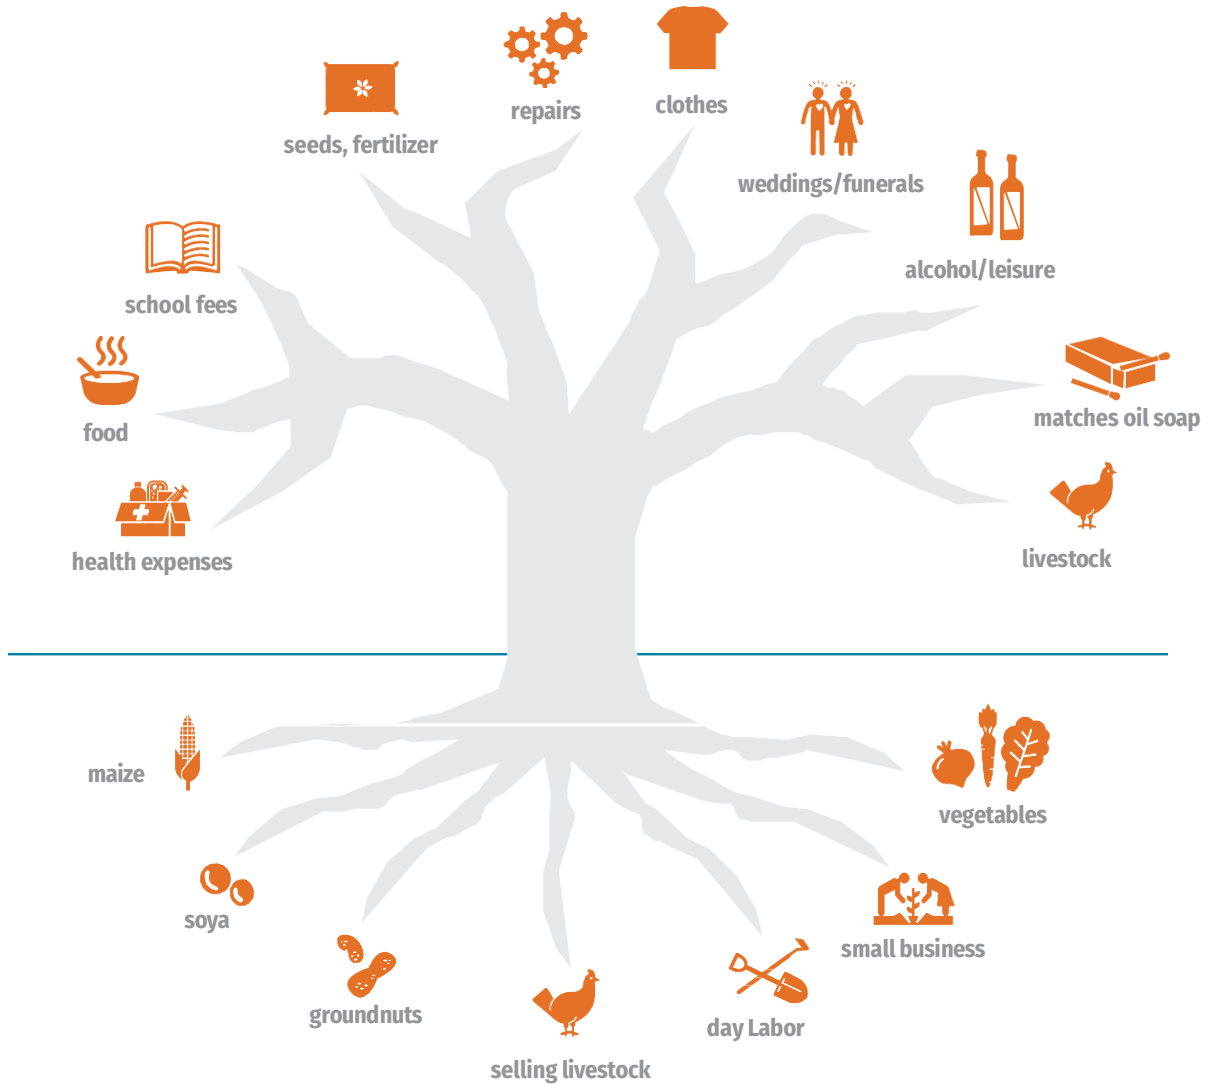 repairs
clothes
seeds, fertilizer
weddings/funerals
alcohol/leisure
school fees
matches oil soap
food
livestock
health expenses
maize
vegetables
soya
small business
groundnuts
day Labor
selling livestock